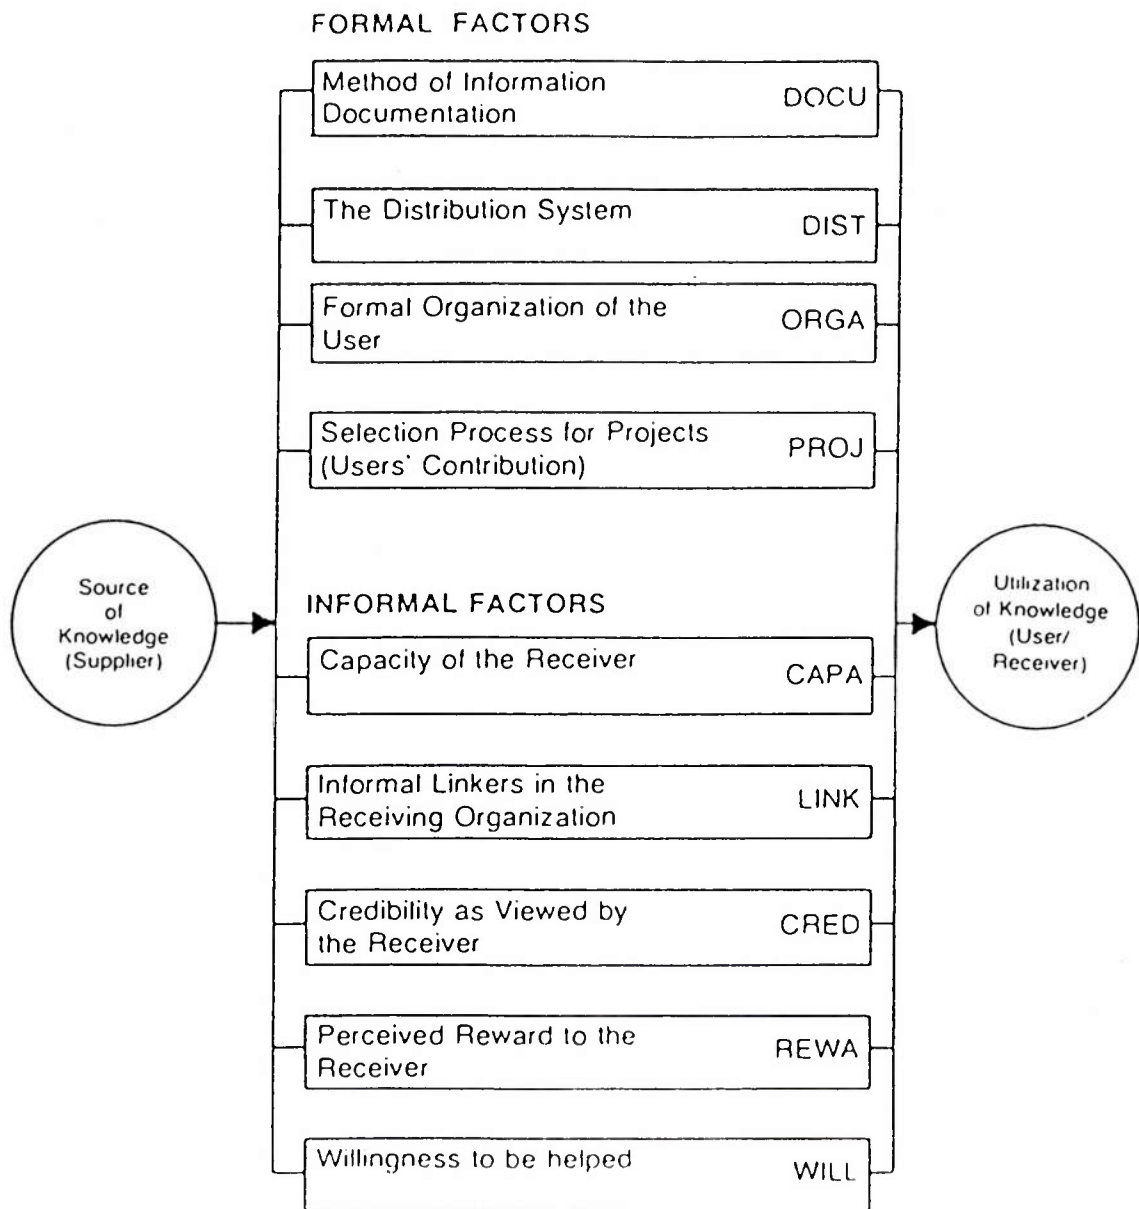 FORMAL FACTORS
Method of Information
Documentation
DOCU
The Distribution System
DIST
Formal Organization of the
User
ORGA
Selection Process for Projects
(Users' Contribution)
PROJ
Source
of
Knowledge
(Supplier)
Utilization
of Knowledge
(User/
Receiver)
INFORMAL FACTORS
Capacity of the Receiver
CAPA
Informal Linkers in the
Receiving Organization
LINK
Credibility as Viewed by
the Receiver
CRED
Perceived Reward to the
Receiver
REWA
Willingness to be helped
WILL